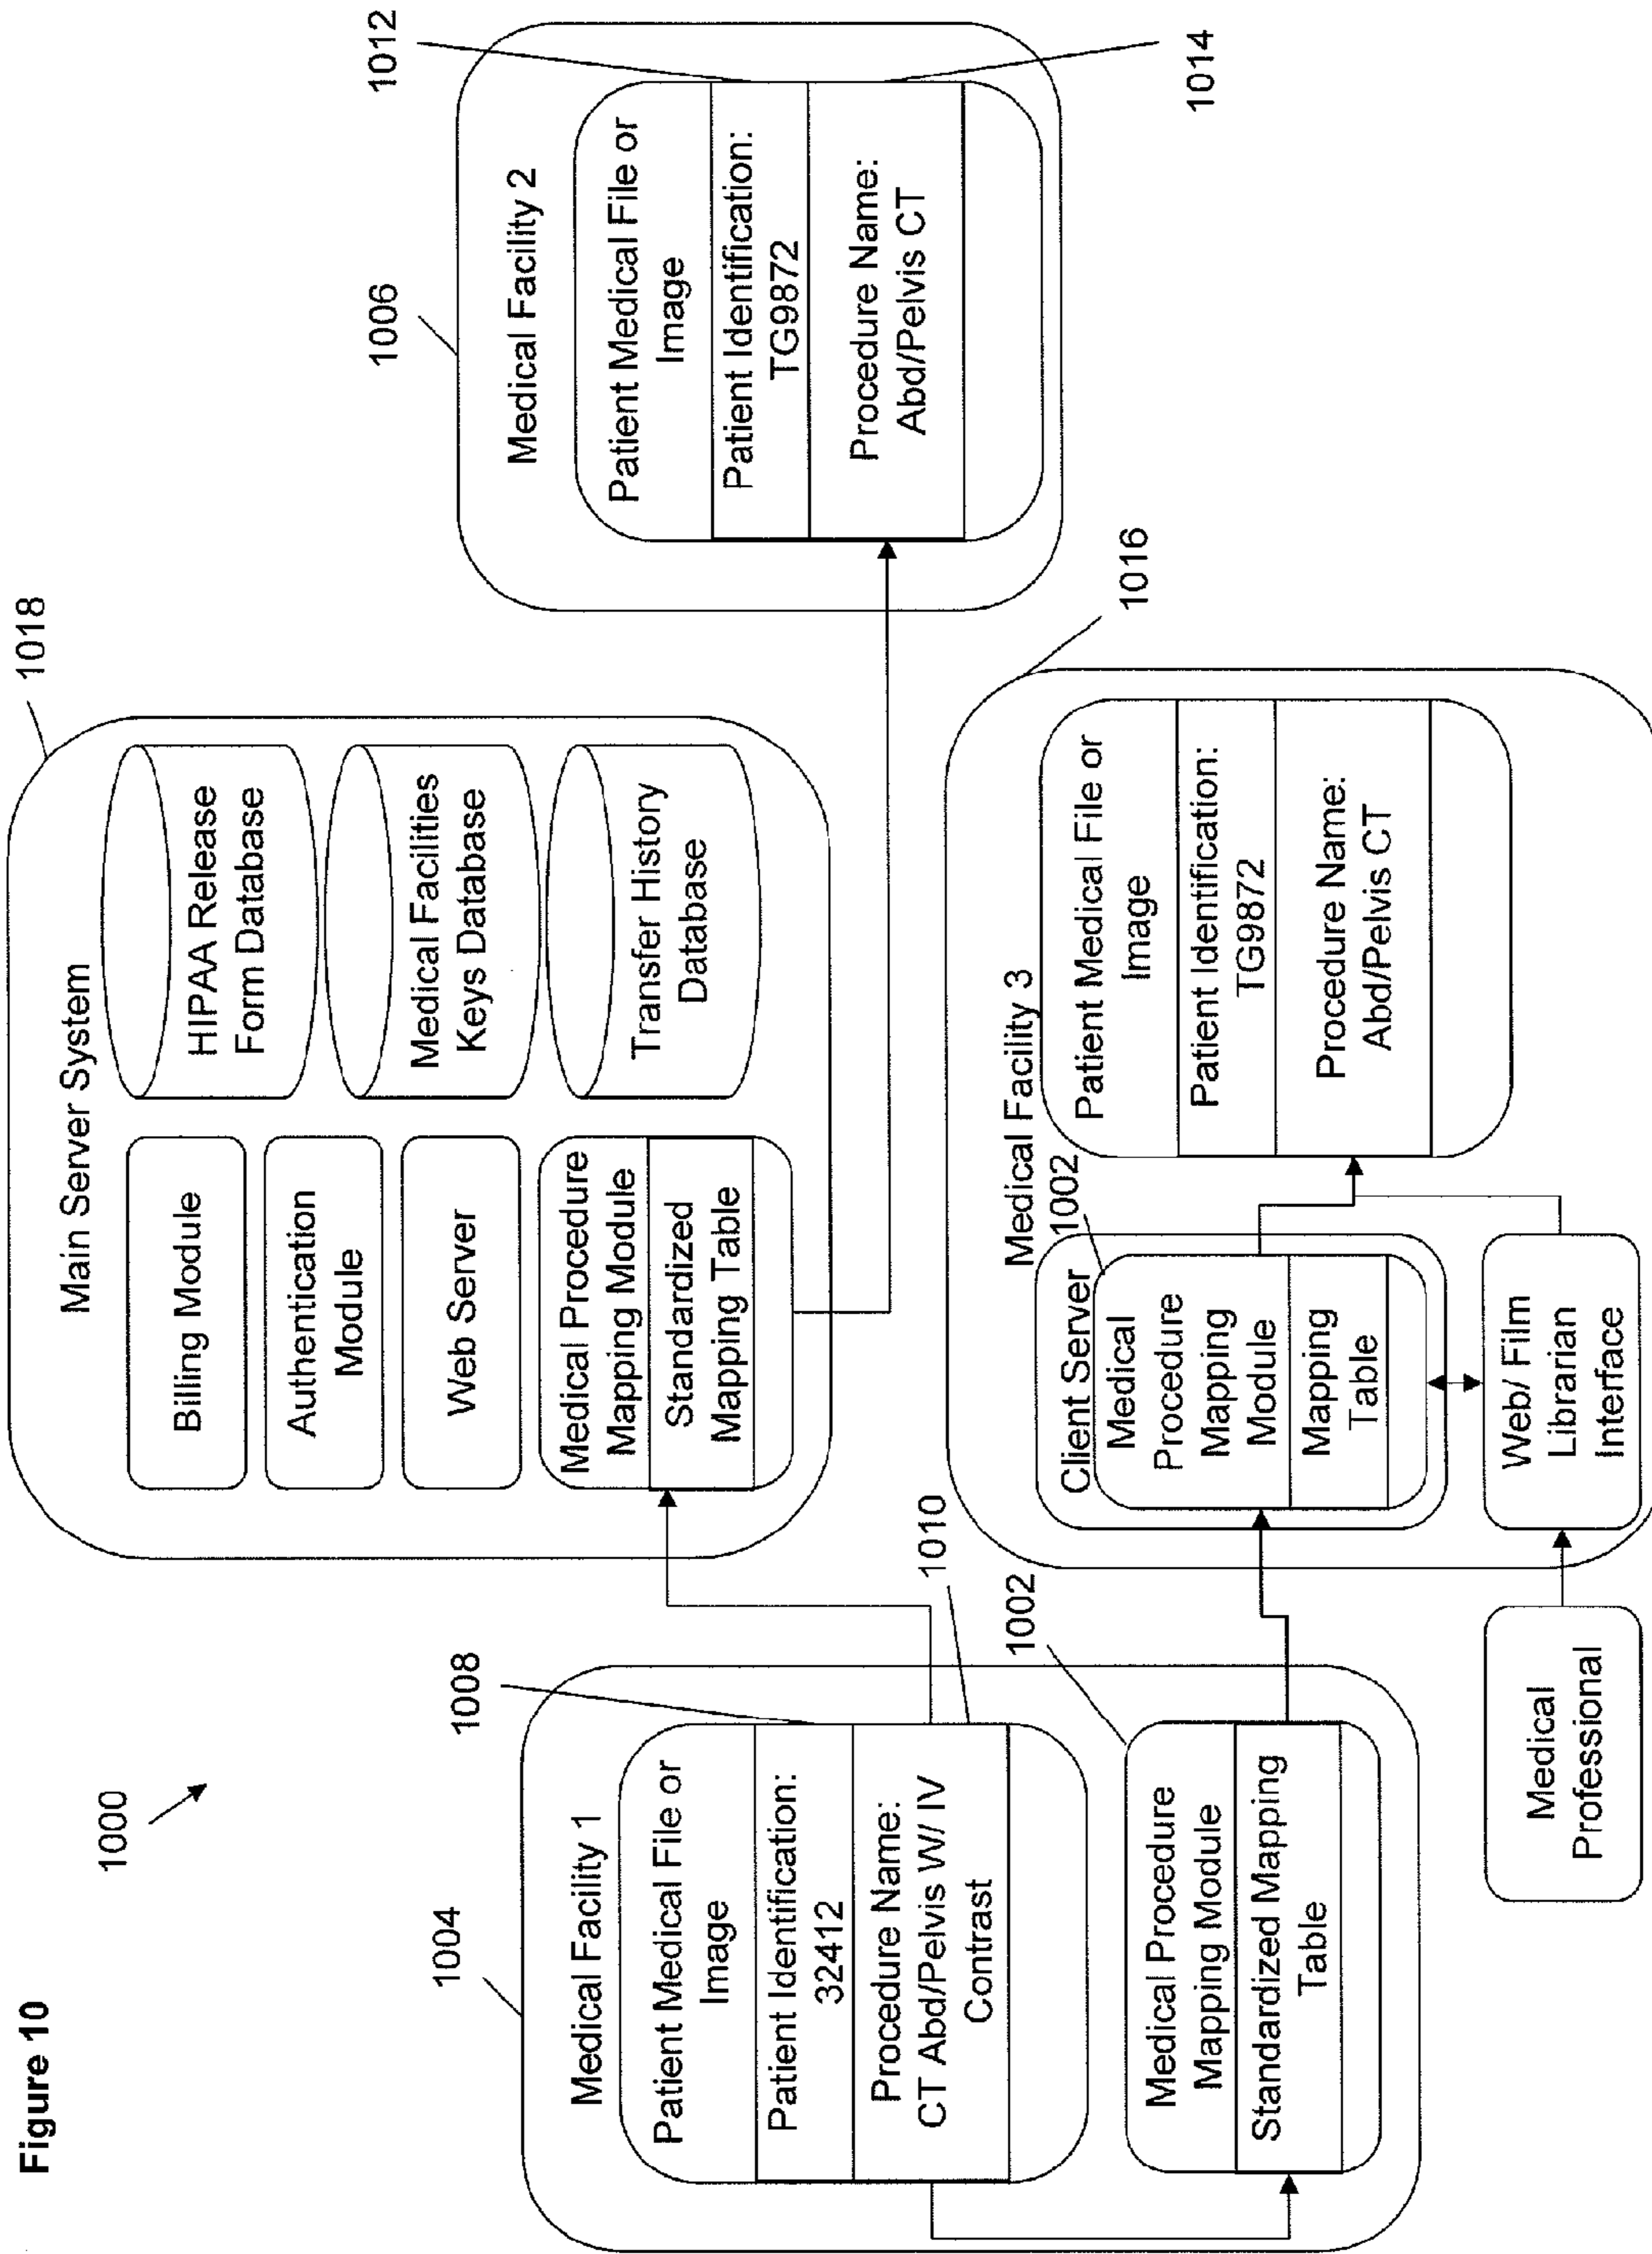 Figure 10
1000
1004
Medical Facility 1
Patient Medical File or
Image
Patient Identification:
32412
Procedure Name:
CT Abd/Pelvis W/ IV
Contrast
1008
1010
1002
Medical Procedure
Mapping Module
Standardized Mapping
Table
Main Server System
1018
Billing Module
Authentication
Module
Web Server
Medical Procedure
Mapping Module
Standardized
Mapping Table
HIPAA Release
Form Database
Medical Facilities
Keys Database
Transfer History
Database
1006
Medical Facility 2
Patient Medical File or
Image
Patient Identification:
TG9872
Procedure Name:
Abd/Pelvis CT
1012
1014
Medical Facility 3
1016
Client Server
1002
Medical
Procedure
Mapping
Module
Mapping
Table
Web/ Film
Librarian
Interface
Medical
Professional
Patient Medical File or
Image
Patient Identification:
TG9872
Procedure Name:
Abd/Pelvis CT